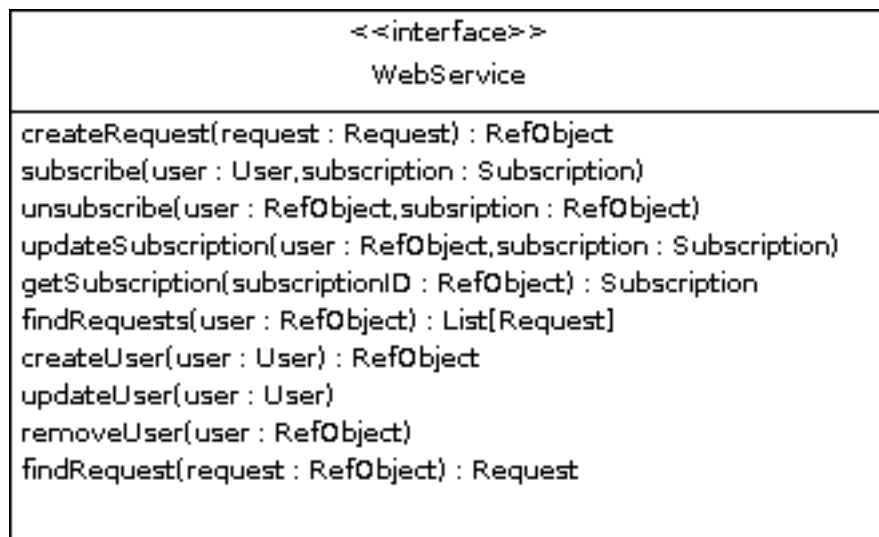 <<interface>>
WebService
createRequest(request : Request) : RefObject
subscribe(user : User,subscription : Subscription)
unsubscribe(user : RefObject,subsription : RefObject)
updateSubscription(user : RefObject,subscription : Subscription)
getSubscription(subscriptionID : RefObject) : Subscription
findRequests(user : RefObject) : List[Request]
createUser(user : User) : RefObject
updateUser(user : User)
removeUser(user : RefObject)
findRequest(request : RefObject) : Request